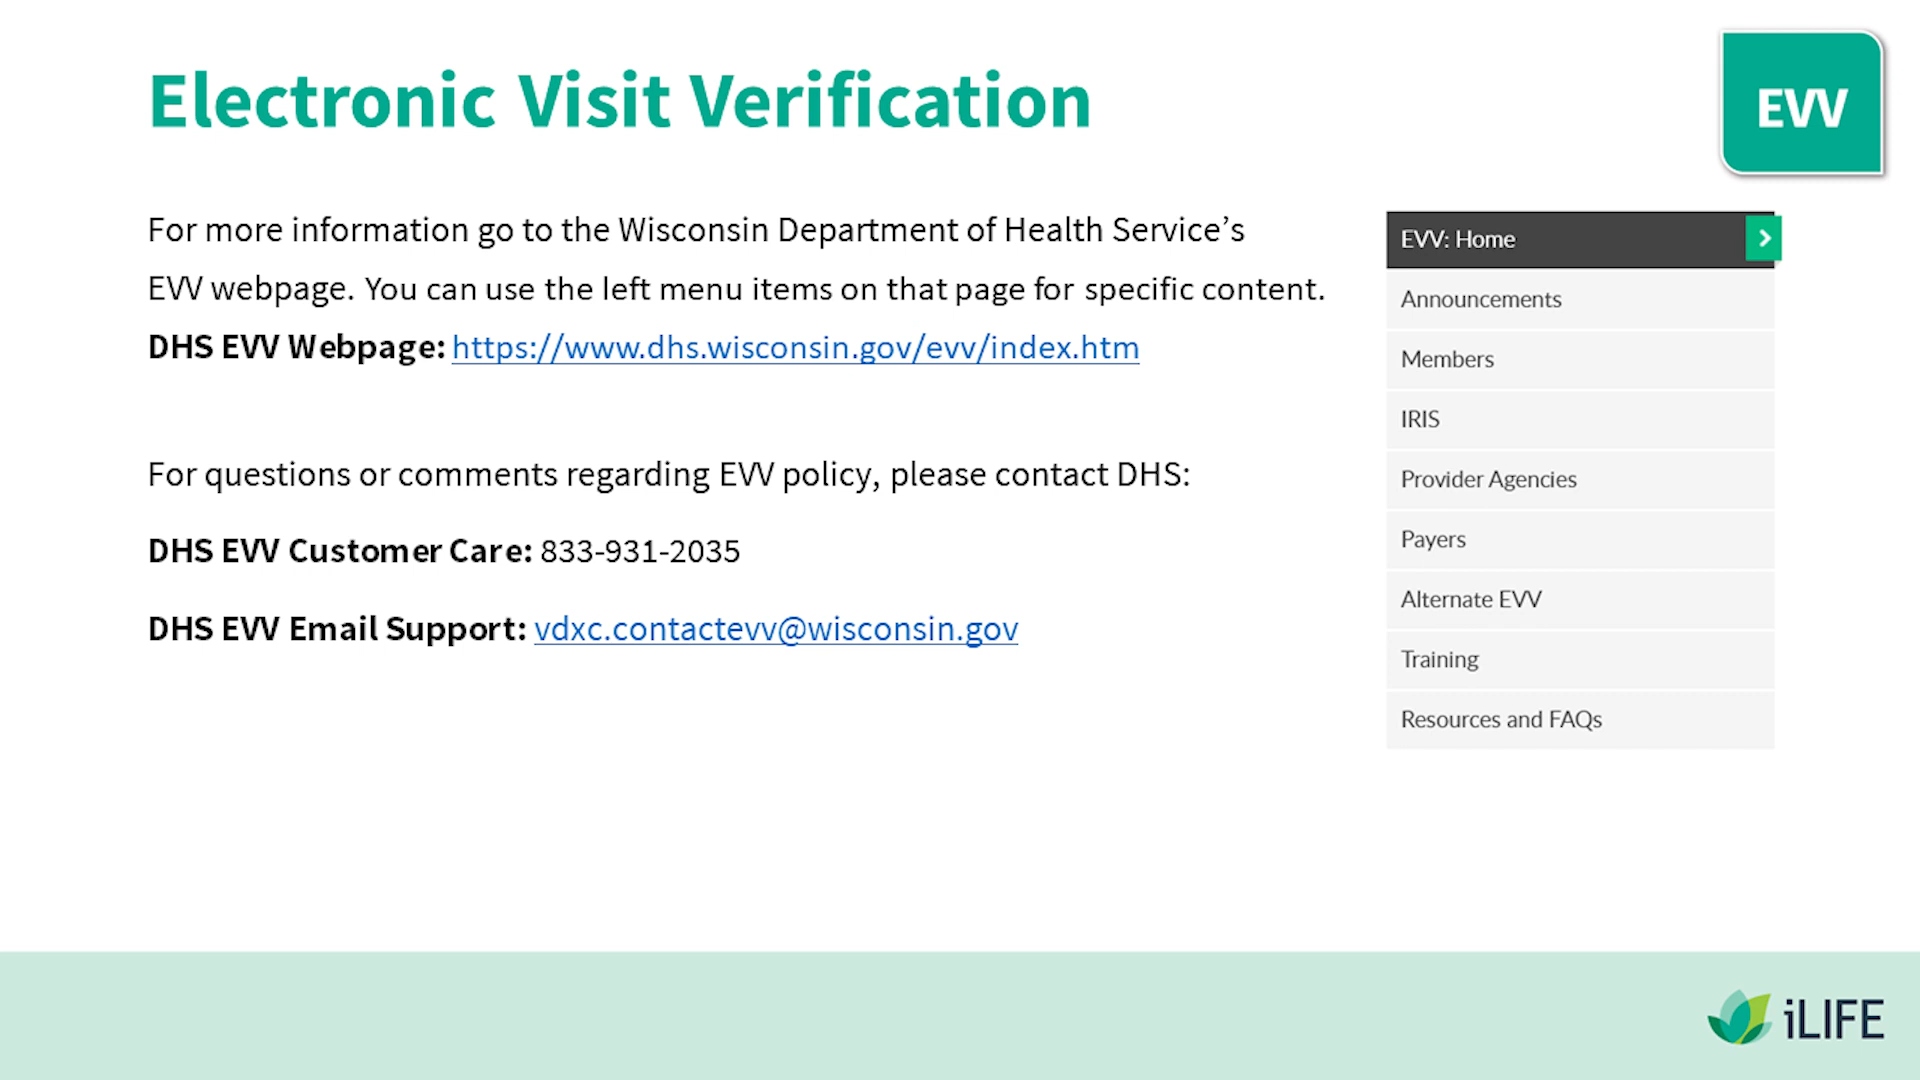 Electronic Visit Verification
EVV
For more information go to the Wisconsin Department of Health Service’s
EVV webpage. You can use the left menu items on that page for specific content.
DHS EVV Webpage: https://www.dhs.wisconsin.gov/evv/index.htm
For questions or comments regarding EVV policy, please contact DHS:
DHS EVV Customer Care: 833-931-2035
DHS EVV Email Support: vdxc.contactevv@wisconsin.gov
EVV: Home
Announcements
Members
IRIS
Provider Agencies
Payers
Alternate EVV
Training
Resources and FAQs
iLIFE